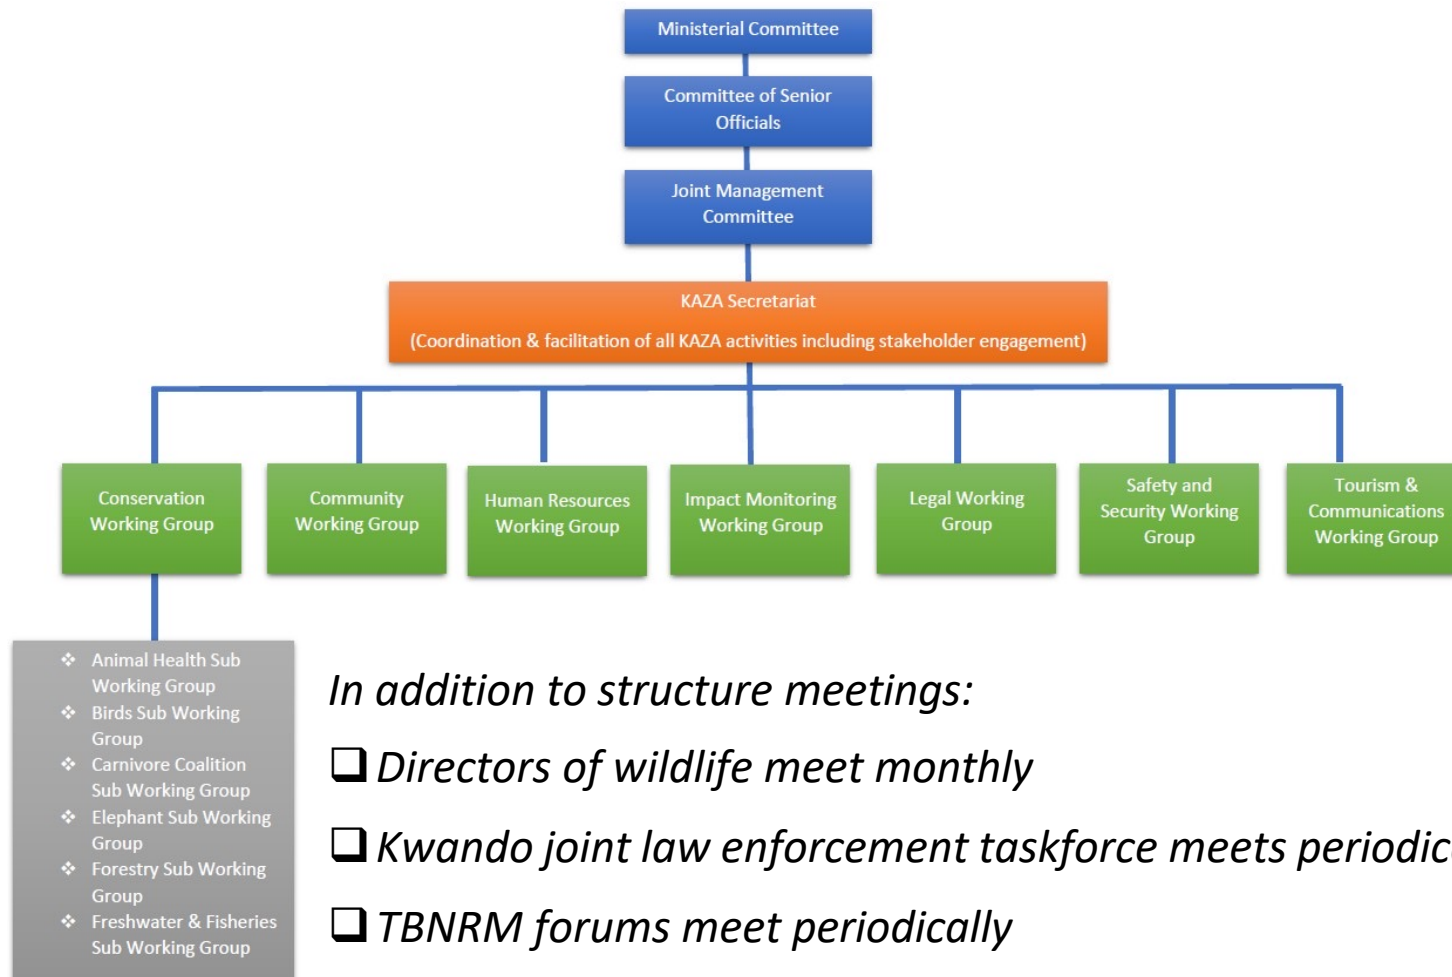 Ministerial Committee
Committee of Senior
Officials
Joint Management
Committee
KAZA Secretariat
(Coordination & facilitation of all KAZA activities including stakeholder engagement)
Conservation
Working Group
Community
Working Group
Human Resources
Working Group
Impact Monitoring
Working Group
Legal Working
Group
Safety and
Security Working
Group
Tourism &
Communications
Working Group
❖ Animal Health Sub
Working Group
❖ Birds Sub Working
Group
❖ Carnivore Coalition
Sub Working Group
❖ Elephant Sub Working
Group
❖ Forestry Sub Working
Group
❖ Freshwater & Fisheries
Sub Working Group
In addition to structure meetings:
❑ Directors of wildlife meet monthly
❑ Kwando joint law enforcement taskforce meets
❑ TBNRM forums meet periodically